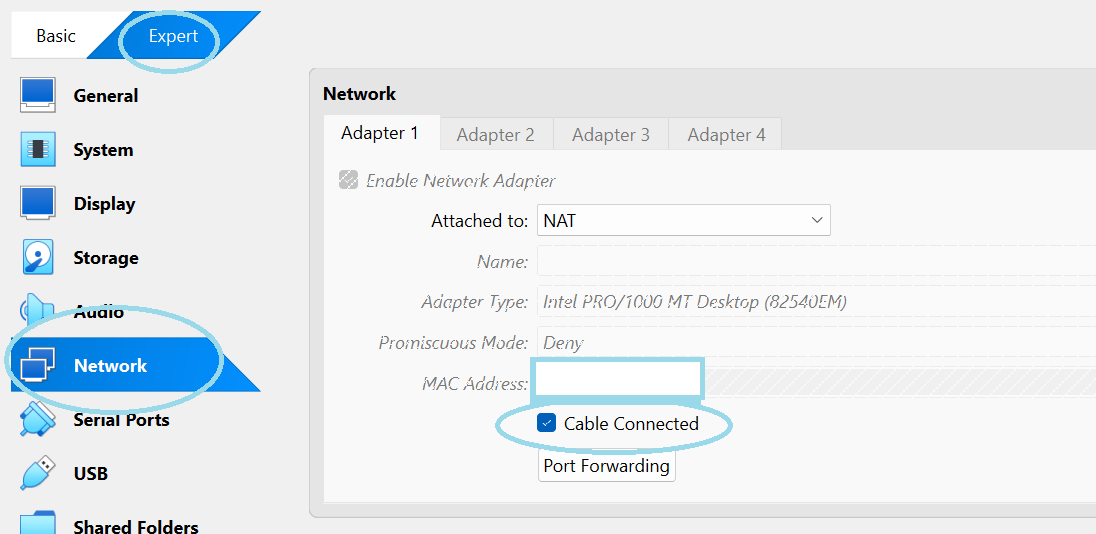 Basic
Expert
General
System
Display
Storage
Audio
Network
Serial Ports
USB
Shared Folders
Network
Adapter 1
Adapter 2
Adapter 3
Adapter 4
Enable Network Adapter
Attached to: NAT
Name:
Adapter Type: Intel PRO/1000 MT Desktop (82540EM)
Promiscuous Mode: Deny
MAC Address:
Cable Connected
Port Forwarding